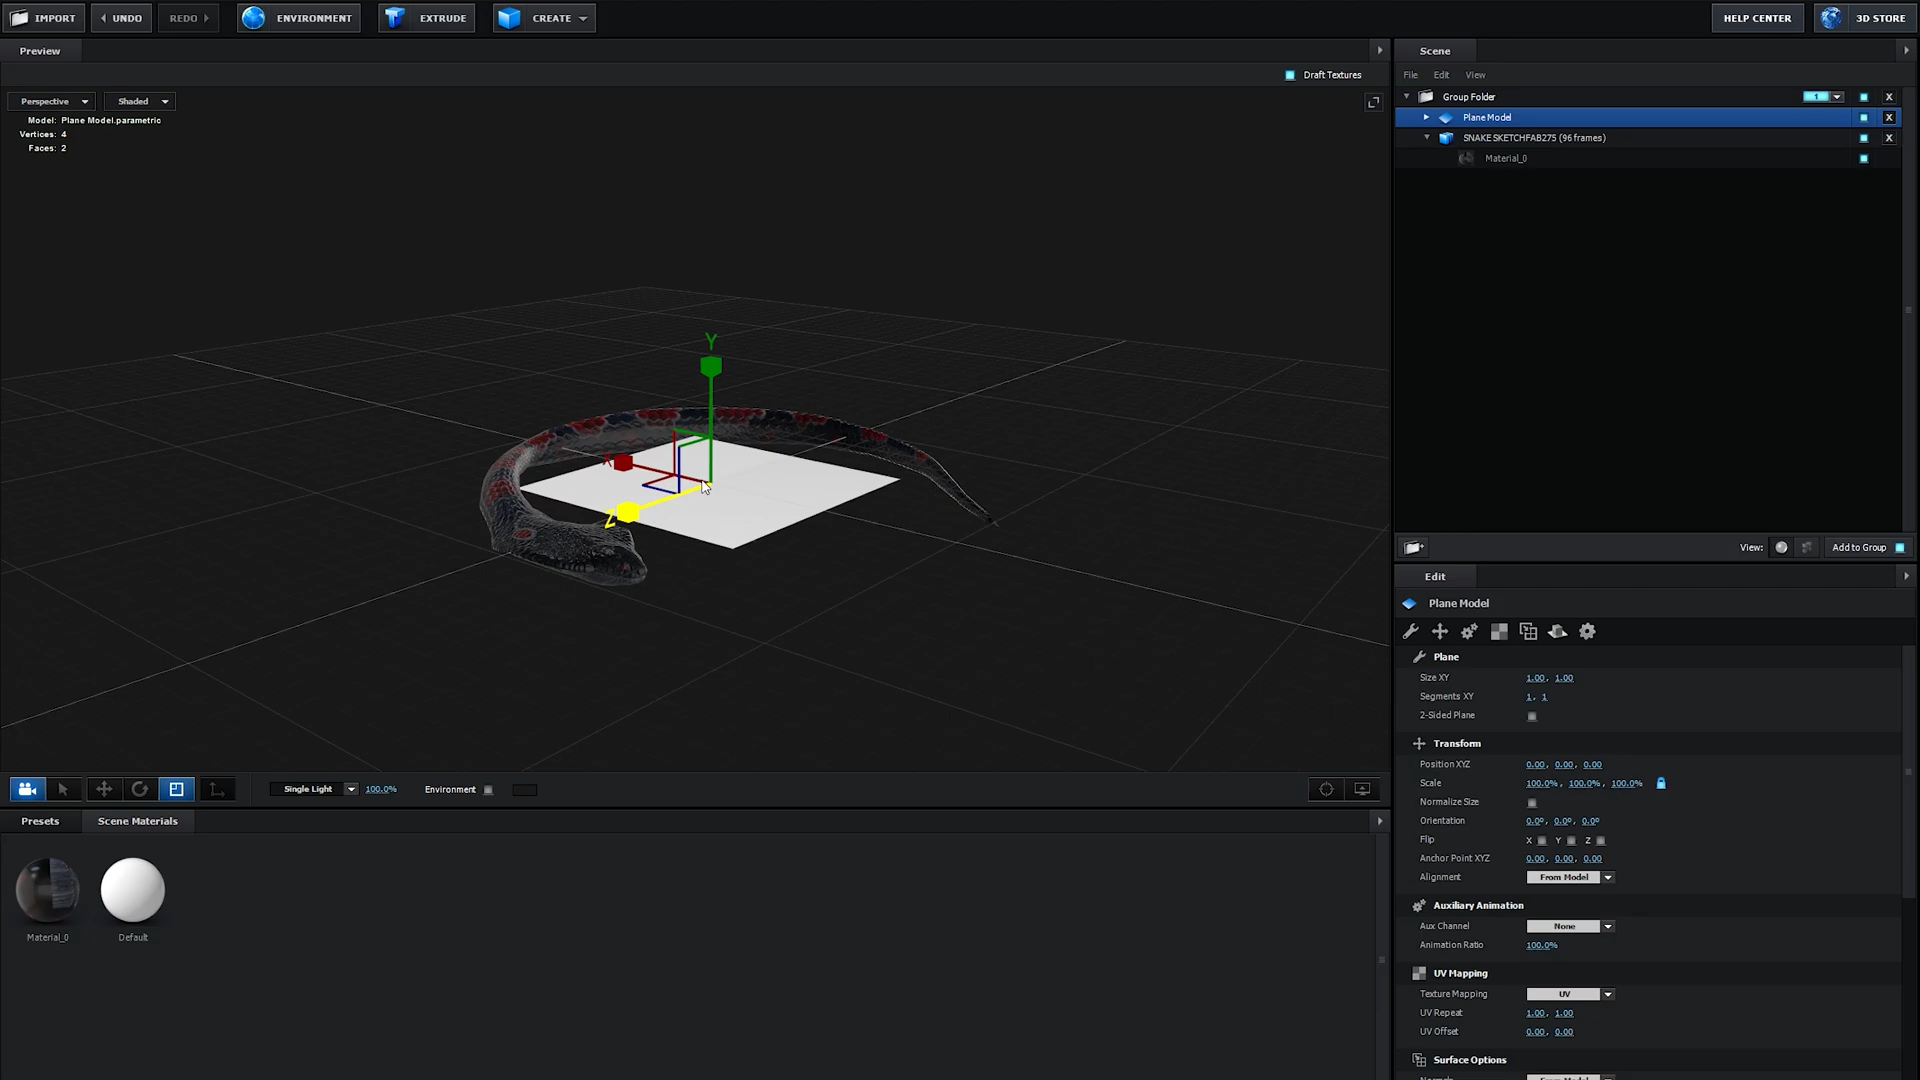 IMPORT
UNDO
REDO
ENVIRONMENT
EXTRUDE
CREATE
HELP CENTER
3D STORE
Preview
Draft Textures
Perspective
Shaded
Model: Plane Model.parametric
Vertices: 4
Faces: 2
Y
X
Z
Single Light
100.0%
Environment
Presets
Scene Materials
Material_0
Default
Scene
File Edit View
Group Folder
1
X
Plane Model
X
SNAKE SKETCHFAB275 (96 frames)
X
Material_0
View:
Add to Group
Edit
Plane Model
Plane
Size XY 1.00, 1.00
Segments XY 1, 1
2-Sided Plane
Transform
Position XYZ 0.00, 0.00, 0.00
Scale 100.0%, 100.0%, 100.0%
Normalize Size
Orientation 0.0º, 0.0º, 0.0º
Flip X Y Z
Anchor Point XYZ 0.00, 0.00, 0.00
Alignment From Model
Auxiliary Animation
Aux Channel None
Animation Ratio 100.0%
UV Mapping
Texture Mapping UV
UV Repeat 1.00, 1.00
UV Offset 0.00, 0.00
Surface Options